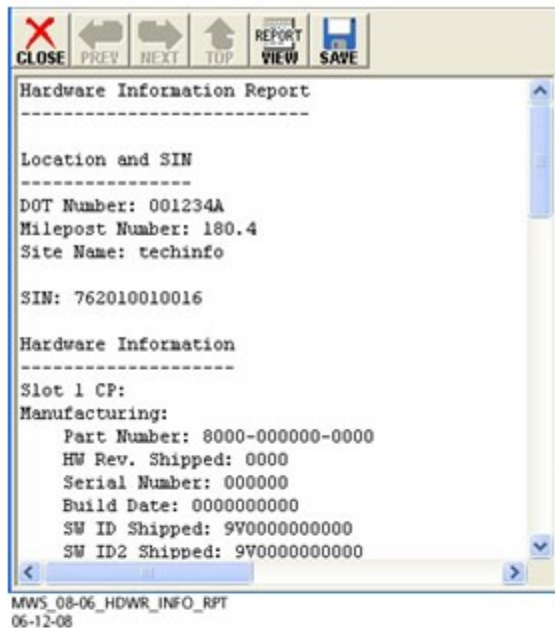 CLOSE PREV NEXT TOP REPORT VIEW SAVE
Hardware Information Report
---------------------------
Location and SIN
----------------
DOT Number: 001234A
Milepost Number: 180.4
Site Name: techinfo
SIN: 762010010016
Hardware Information
--------------------
Slot 1 CP:
Manufacturing:
Part Number: 8000-000000-0000
HW Rev. Shipped: 0000
Serial Number: 000000
Build Date: 0000000000
SW ID Shipped: 9V0000000000
SW ID2 Shipped: 9V0000000000
MWS_08-06_HDWR_INFO_RPT
06-12-08